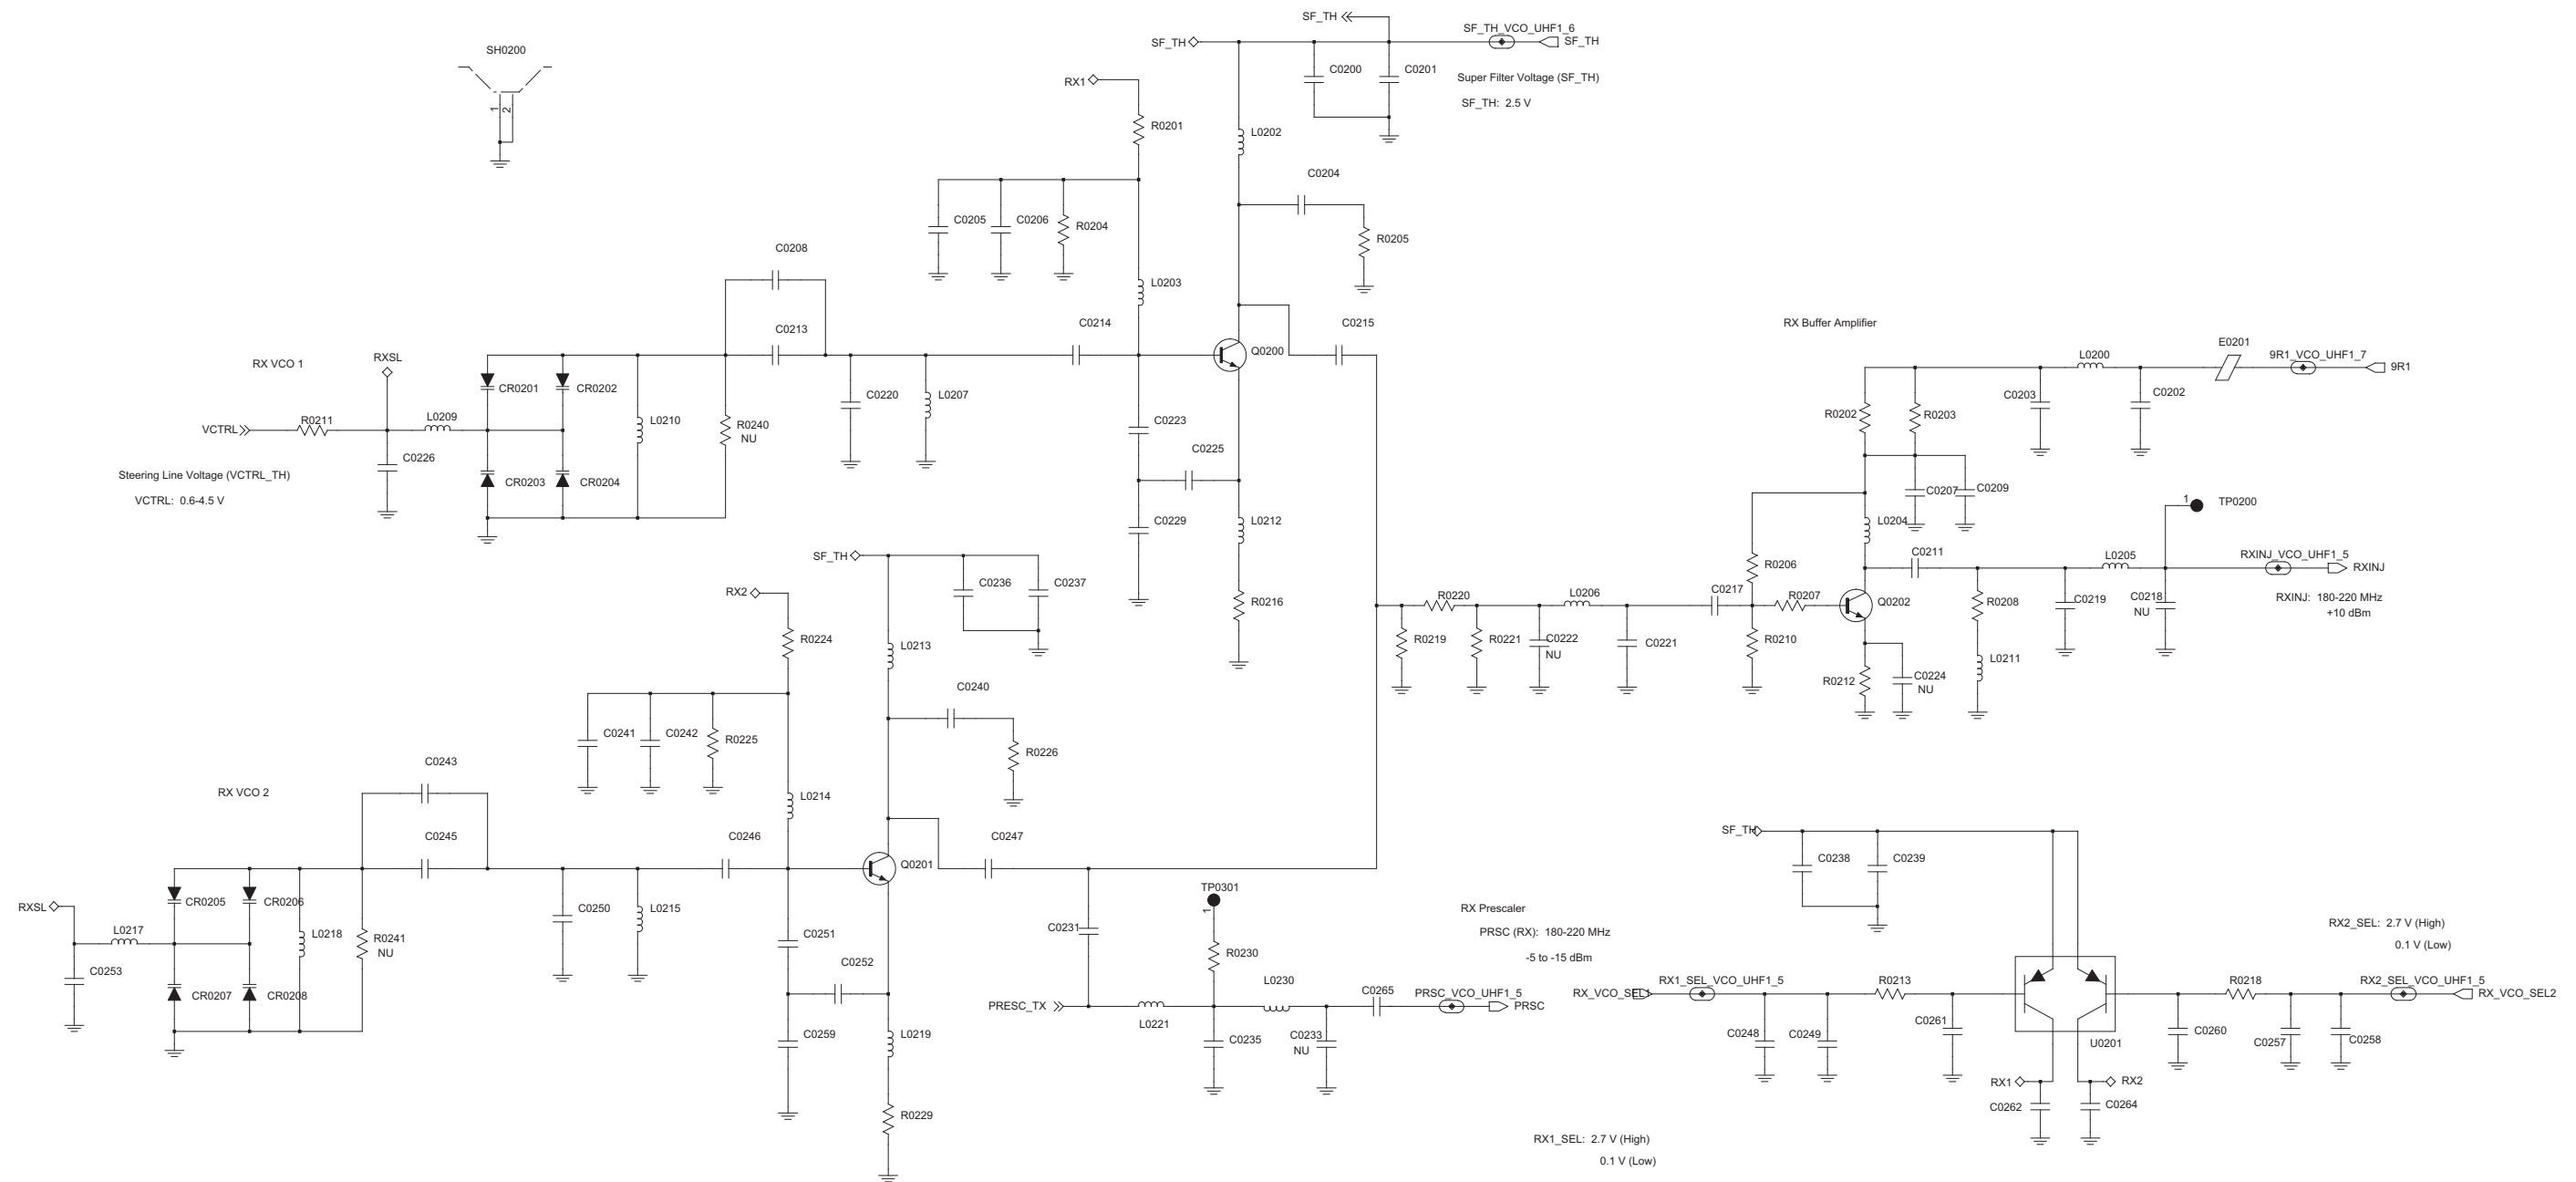 SH0200
1
2
SF_TH
SF_TH
SF_TH_VCO_UHF1_6
SF_TH
C0200
C0201
Super Filter Voltage (SF_TH)
SF_TH: 2.5 V
RX1
R0201
L0202
C0204
R0205
C0205
C0206
R0204
C0208
L0203
C0213
C0214
Q0200
C0215
RX VCO 1
RXSL
CR0201
CR0202
VCTRL
R0211
L0209
L0210
R0240
NU
C0220
L0207
C0223
C0225
C0226
Steering Line Voltage (VCTRL_TH)
VCTRL: 0.6-4.5 V
CR0203
CR0204
C0229
L0212
R0216
RX Buffer Amplifier
E0201
L0200
9R1_VCO_UHF1_7
9R1
C0203
C0202
R0202
R0203
C0207
C0209
1
TP0200
L0204
C0211
L0205
RXINJ_VCO_UHF1_5
RXINJ
RXINJ: 180-220 MHz
+10 dBm
R0206
R0220
L0206
C0217
R0207
Q0202
R0208
C0219
C0218
NU
R0219
R0221
C0222
NU
C0221
R0210
L0211
R0212
C0224
NU
SF_TH
C0236
C0237
RX2
R0224
L0213
C0240
R0226
C0241
C0242
R0225
C0243
RX VCO 2
L0214
C0245
C0246
Q0201
C0247
CR0205
CR0206
RXSL
L0217
L0218
R0241
NU
C0250
L0215
C0251
C0252
C0253
CR0207
CR0208
C0259
L0219
R0229
C0231
TP0301
1
R0230
L0230
PRESC_TX
L0221
C0235
C0233
NU
C0265
PRSC_VCO_UHF1_5
PRSC
RX Prescaler
PRSC (RX): 180-220 MHz
-5 to -15 dBm
SF_TH
C0238
C0239
RX2_SEL: 2.7 V (High)
0.1 V (Low)
RX_VCO_SEL1
RX1_SEL_VCO_UHF1_5
R0213
R0218
RX2_SEL_VCO_UHF1_5
RX_VCO_SEL2
C0248
C0249
C0261
U0201
C0260
C0257
C0258
RX1
RX2
C0262
C0264
RX1_SEL: 2.7 V (High)
0.1 V (Low)